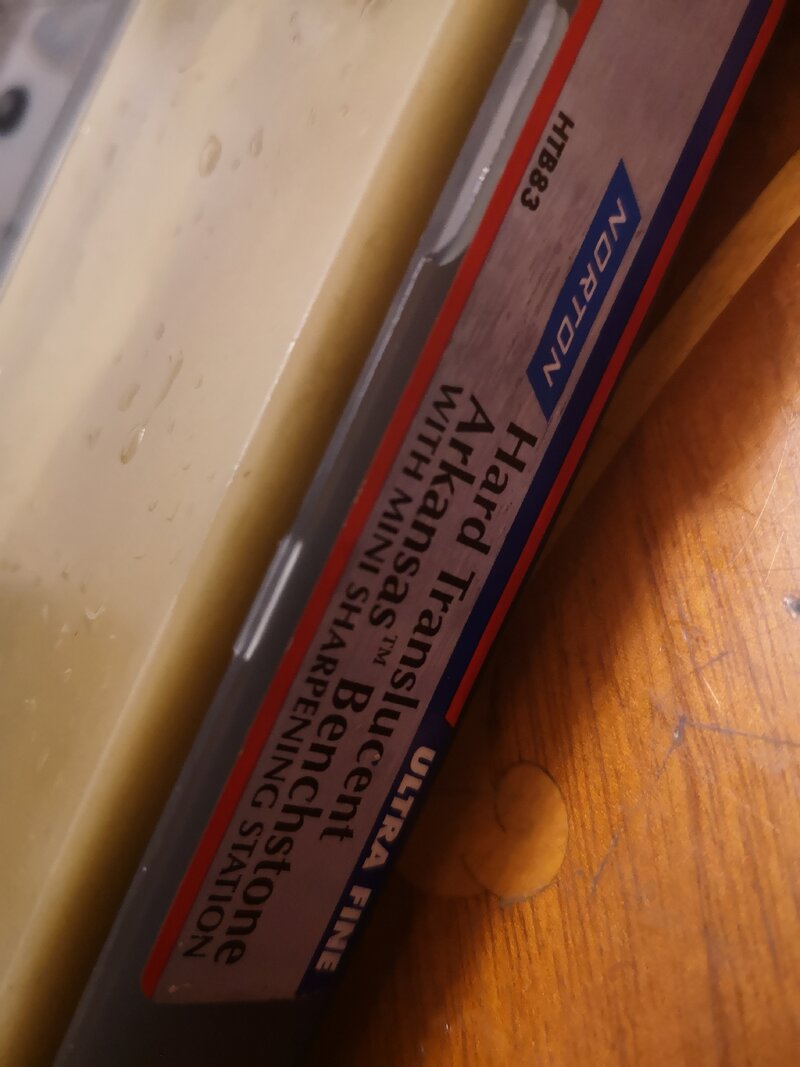 HTB83
NORTON
Hard Translucent
Arkansas™ Benchstone
WITH MINI SHARPENING STATION
ULTRA FINE